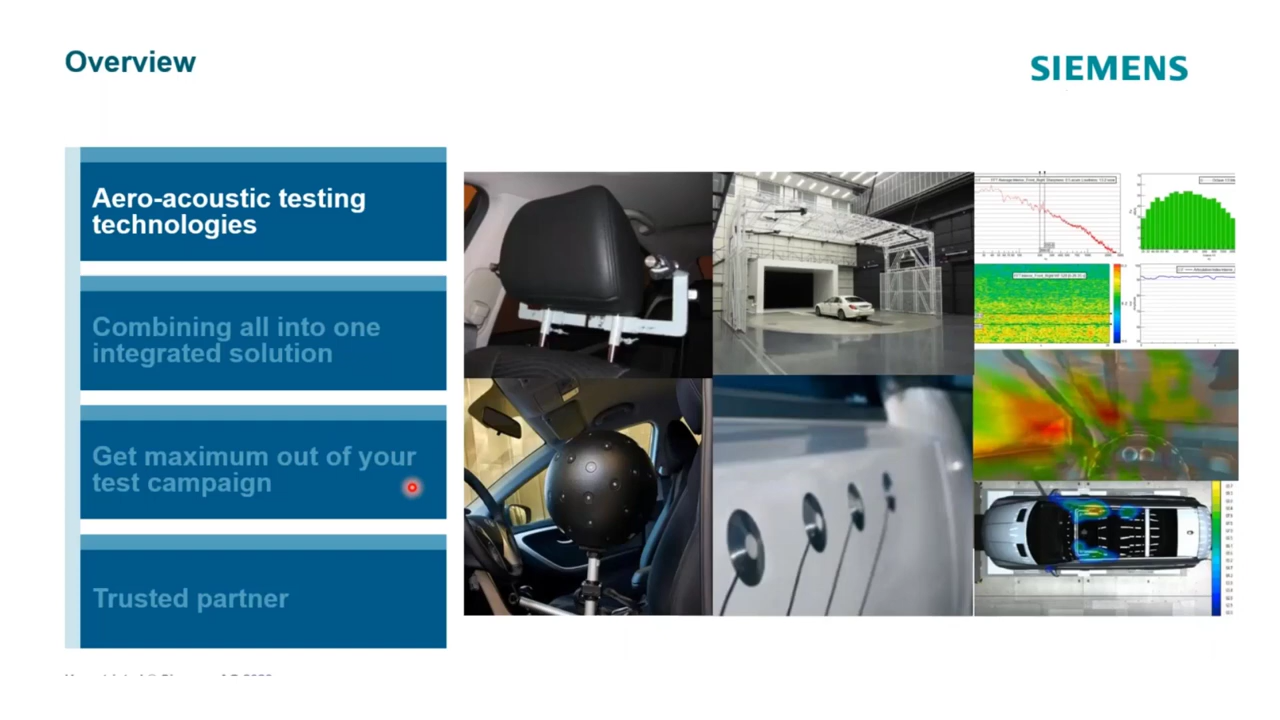 Overview
SIEMENS
Aero-acoustic testing
technologies
Combining all into one
integrated solution
Get maximum out of your
test campaign
Trusted partner